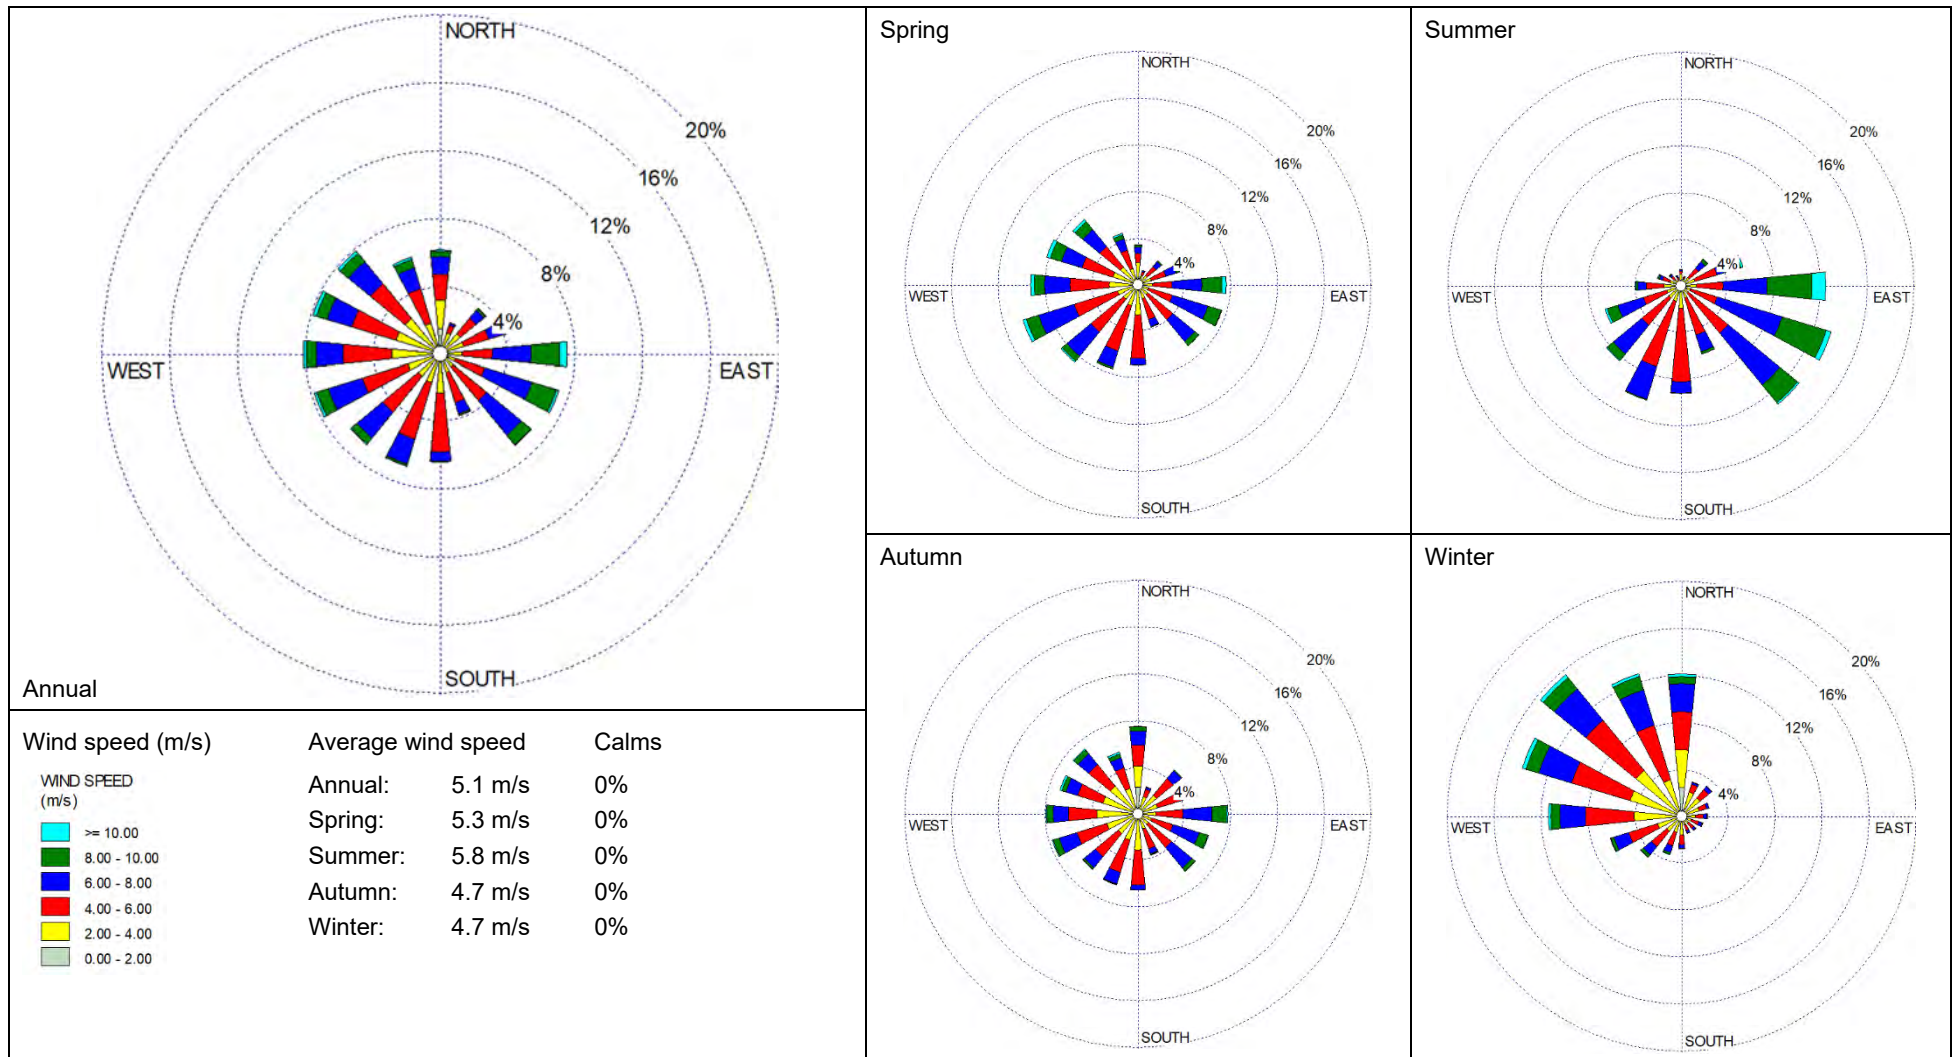 NORTH
20%
16%
12%
8%
4%
WEST
EAST
SOUTH
Annual
Spring
NORTH
20%
16%
12%
8%
4%
WEST
EAST
SOUTH
Summer
NORTH
20%
16%
12%
8%
4%
WEST
EAST
SOUTH
Wind speed (m/s)
WIND SPEED
(m/s)
>= 10.00
8.00 - 10.00
6.00 - 8.00
4.00 - 6.00
2.00 - 4.00
0.00 - 2.00
Average wind speed Calms
Annual: 5.1 m/s 0%
Spring: 5.3 m/s 0%
Summer: 5.8 m/s 0%
Autumn: 4.7 m/s 0%
Winter: 4.7 m/s 0%
Autumn
NORTH
20%
16%
12%
8%
4%
WEST
EAST
SOUTH
Winter
NORTH
20%
16%
12%
8%
4%
WEST
EAST
SOUTH